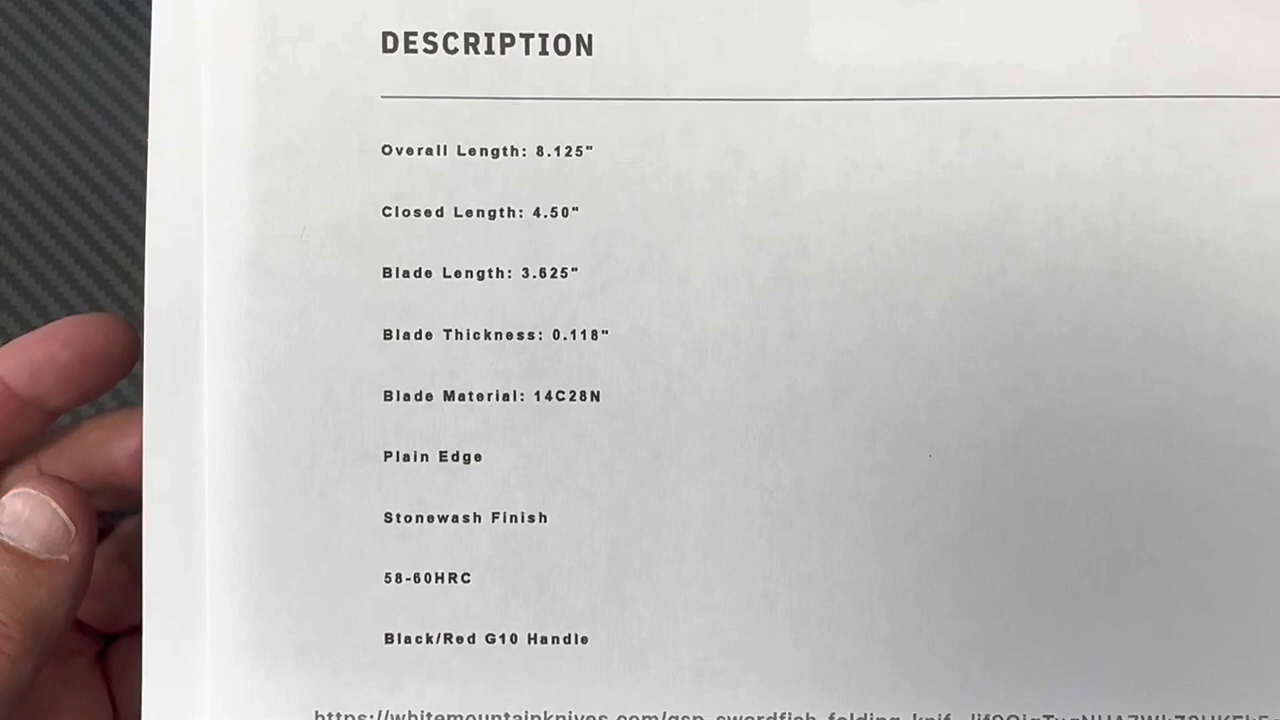 DESCRIPTION
Overall Length: 8.125"
Closed Length: 4.50"
Blade Length: 3.625"
Blade Thickness: 0.118"
Blade Material: 14C28N
Plain Edge
Stonewash Finish
58-60HRC
Black/Red G10 Handle